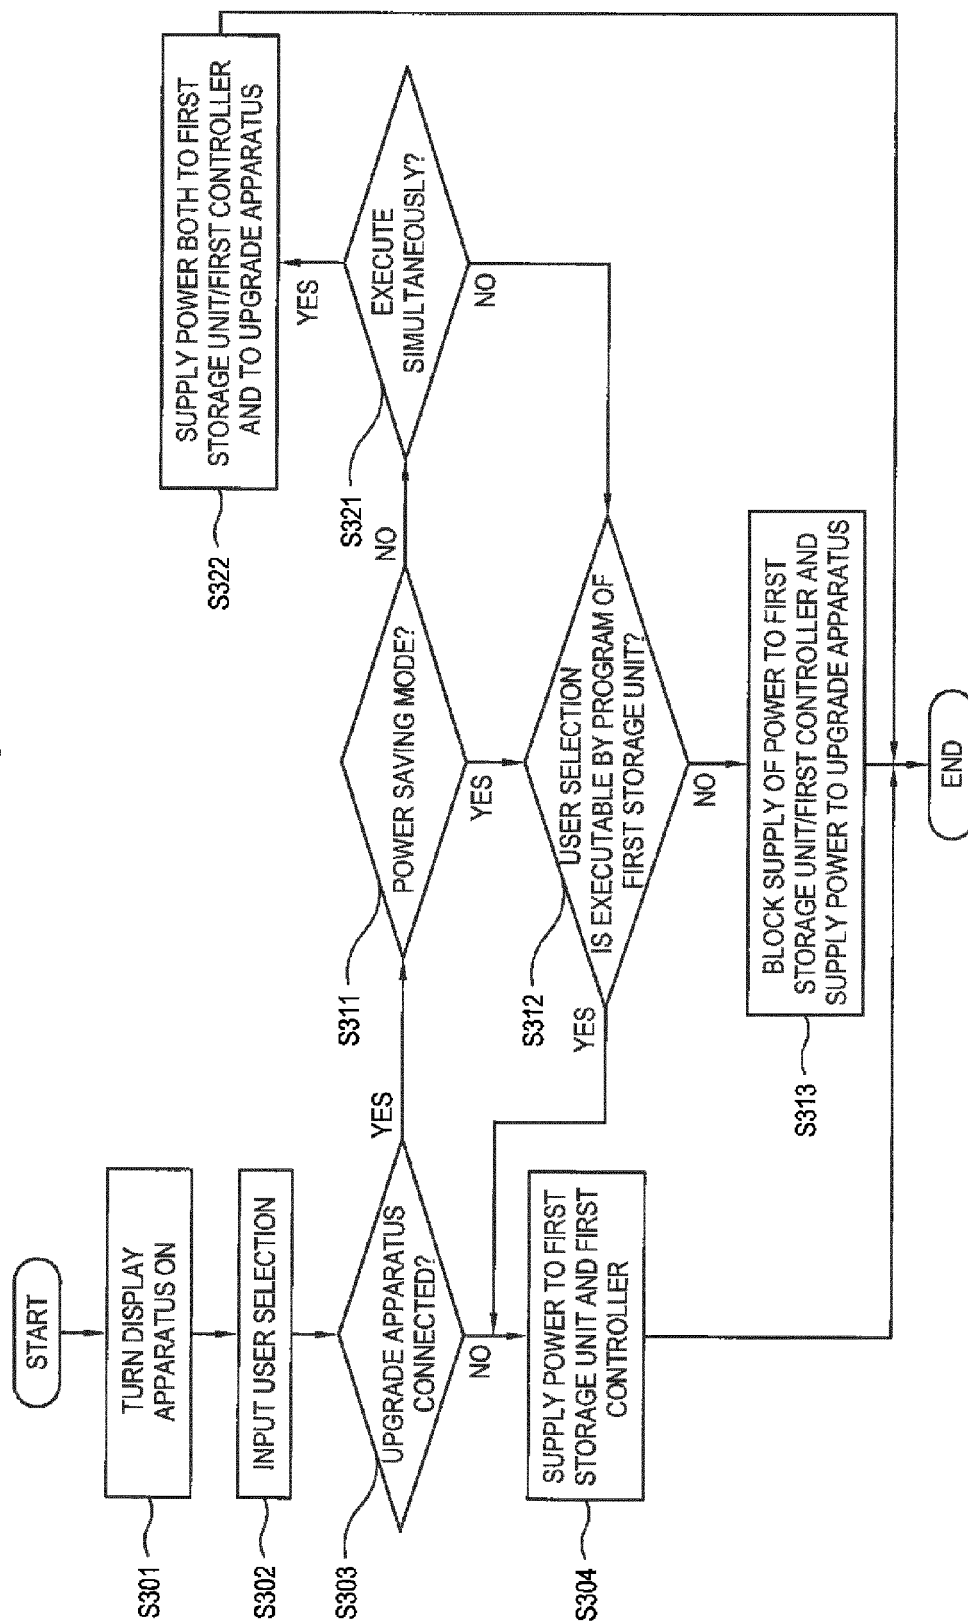 START
S301
TURN DISPLAY
APPARATUS ON
S302
INPUT USER SELECTION
S303
UPGRADE APPARATUS
CONNECTED?
YES
NO
S304
SUPPLY POWER TO FIRST
STORAGE UNIT AND FIRST
CONTROLLER
S311
POWER SAVING MODE?
NO
YES
S312
USER SELECTION
IS EXECUTABLE BY PROGRAM OF
FIRST STORAGE UNIT?
YES
NO
S313
BLOCK SUPPLY OF POWER TO FIRST
STORAGE UNIT/FIRST CONTROLLER AND
SUPPLY POWER TO UPGRADE APPARATUS
S321
EXECUTE
SIMULTANEOUSLY?
YES
NO
S322
SUPPLY POWER BOTH TO FIRST
STORAGE UNIT/FIRST CONTROLLER
AND TO UPGRADE APPARATUS
END